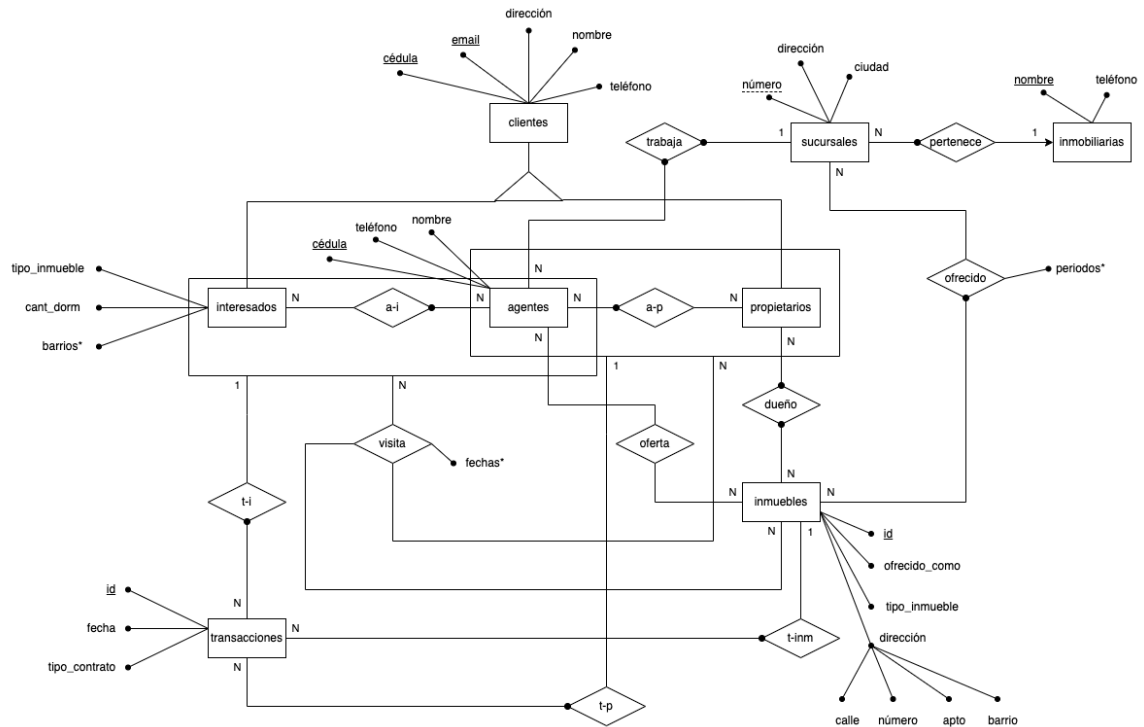 dirección
email
nombre
cédula
teléfono
clientes
dirección
ciudad
número
nombre
teléfono
trabaja
1
sucursales
N
pertenece
1
inmobiliarias
N
nombre
teléfono
cédula
tipo_inmueble
cant_dorm
barrios*
N
ofrecido
periodos*
interesados
N
a-i
N
agentes
N
a-p
N
propietarios
N
N
1
N
1
N
dueño
visita
fechas*
oferta
N
N
inmuebles
N
N
1
t-i
id
ofrecido_como
tipo_inmueble
dirección
calle
número
apto
barrio
id
fecha
tipo_contrato
N
transacciones
N
N
t-inm
t-p